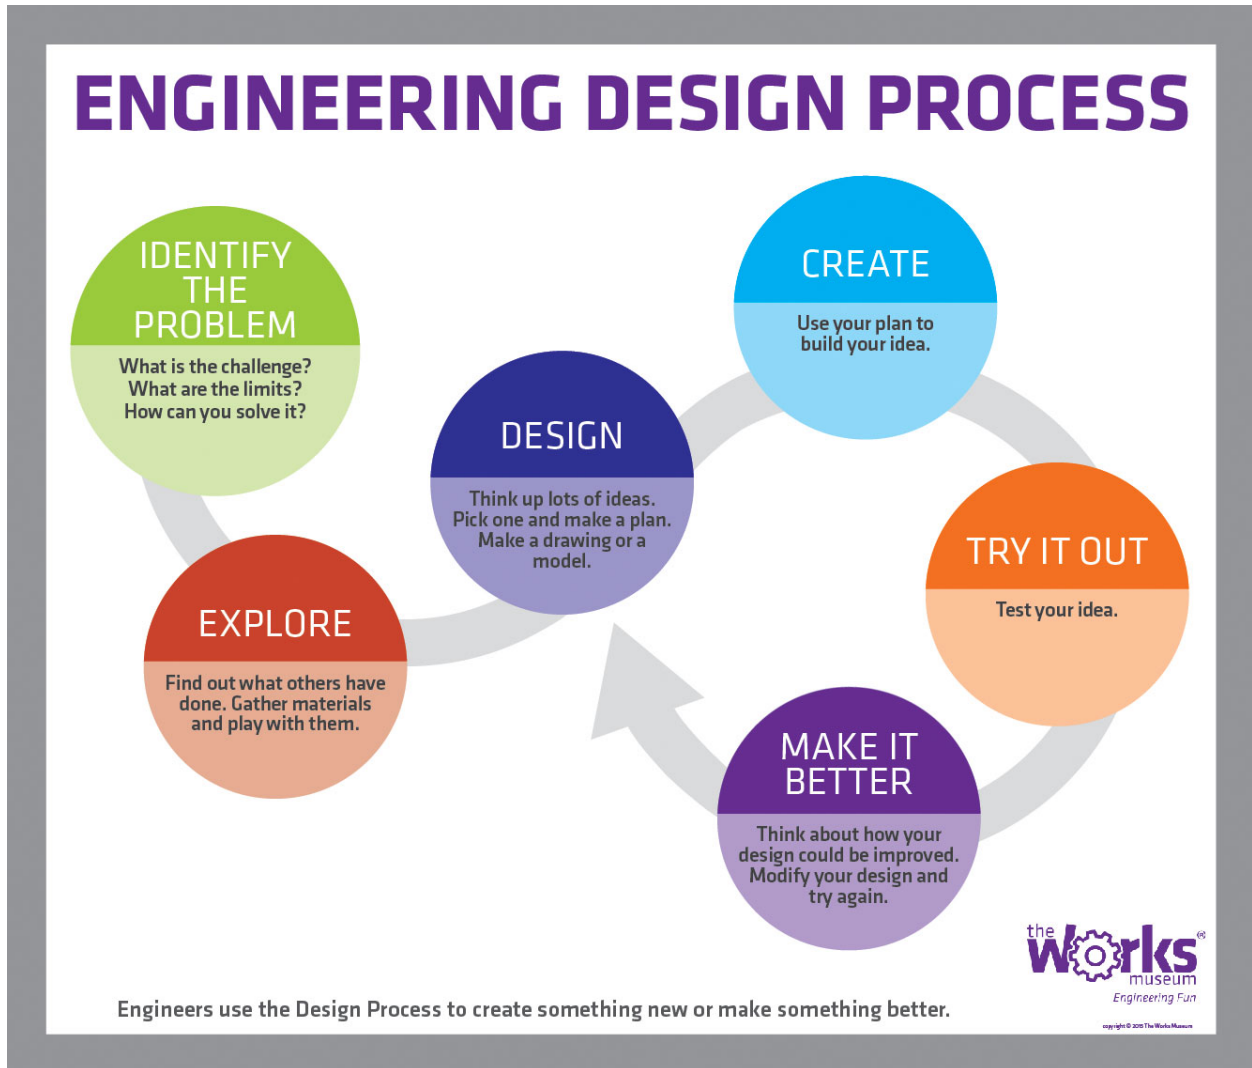 ENGINEERING DESIGN PROCESS
IDENTIFY
THE
PROBLEM
What is the challenge?
What are the limits?
How can you solve it?
EXPLORE
Find out what others have
done. Gather materials
and play with them.
DESIGN
Think up lots of ideas.
Pick one and make a plan.
Make a drawing or a
model.
CREATE
Use your plan to
build your idea.
TRY IT OUT
Test your idea.
MAKE IT
BETTER
Think about how your
design could be improved.
Modify your design and
try again.
Engineers use the Design Process to create something new or make something better.
the
Works®
museum
Engineering Fun
copyright © 2015 The Works Museum